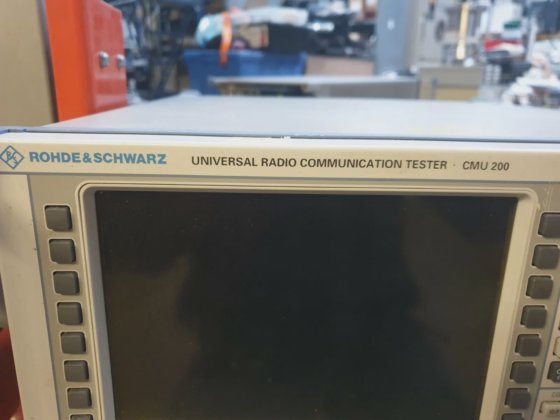 ROHDE&SCHWARZ UNIVERSAL RADIO COMMUNICATION TESTER · CMU 200